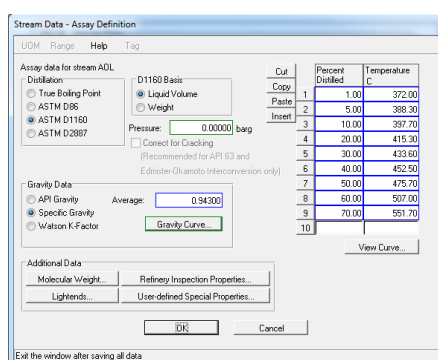 Stream Data - Assay Definition
UOM Range Help Tag
Assay data for stream AOL
Distillation
True Boiling Point
ASTM D86
ASTM D1160
ASTM D2887
D1160 Basis
Liquid Volume
Weight
Pressure: 0.00000 barg
Correct for Cracking
(Recommended for API 63 and
Edmister-Okamoto Interconversion only)
Gravity Data
API Gravity
Specific Gravity
Watson K-Factor
Average: 0.94300
Gravity Curve...
Cut
Copy
Paste
Insert
Percent Distilled Temperature C
1 1.00 372.00
2 5.00 388.30
3 10.00 397.70
4 20.00 415.30
5 30.00 433.60
6 40.00 452.50
7 50.00 475.70
8 60.00 507.00
9 70.00 551.70
10
View Curve...
Additional Data
Molecular Weight... Refinery Inspection Properties...
Lightends... User-defined Special Properties...
OK Cancel
Exit the window after saving all data